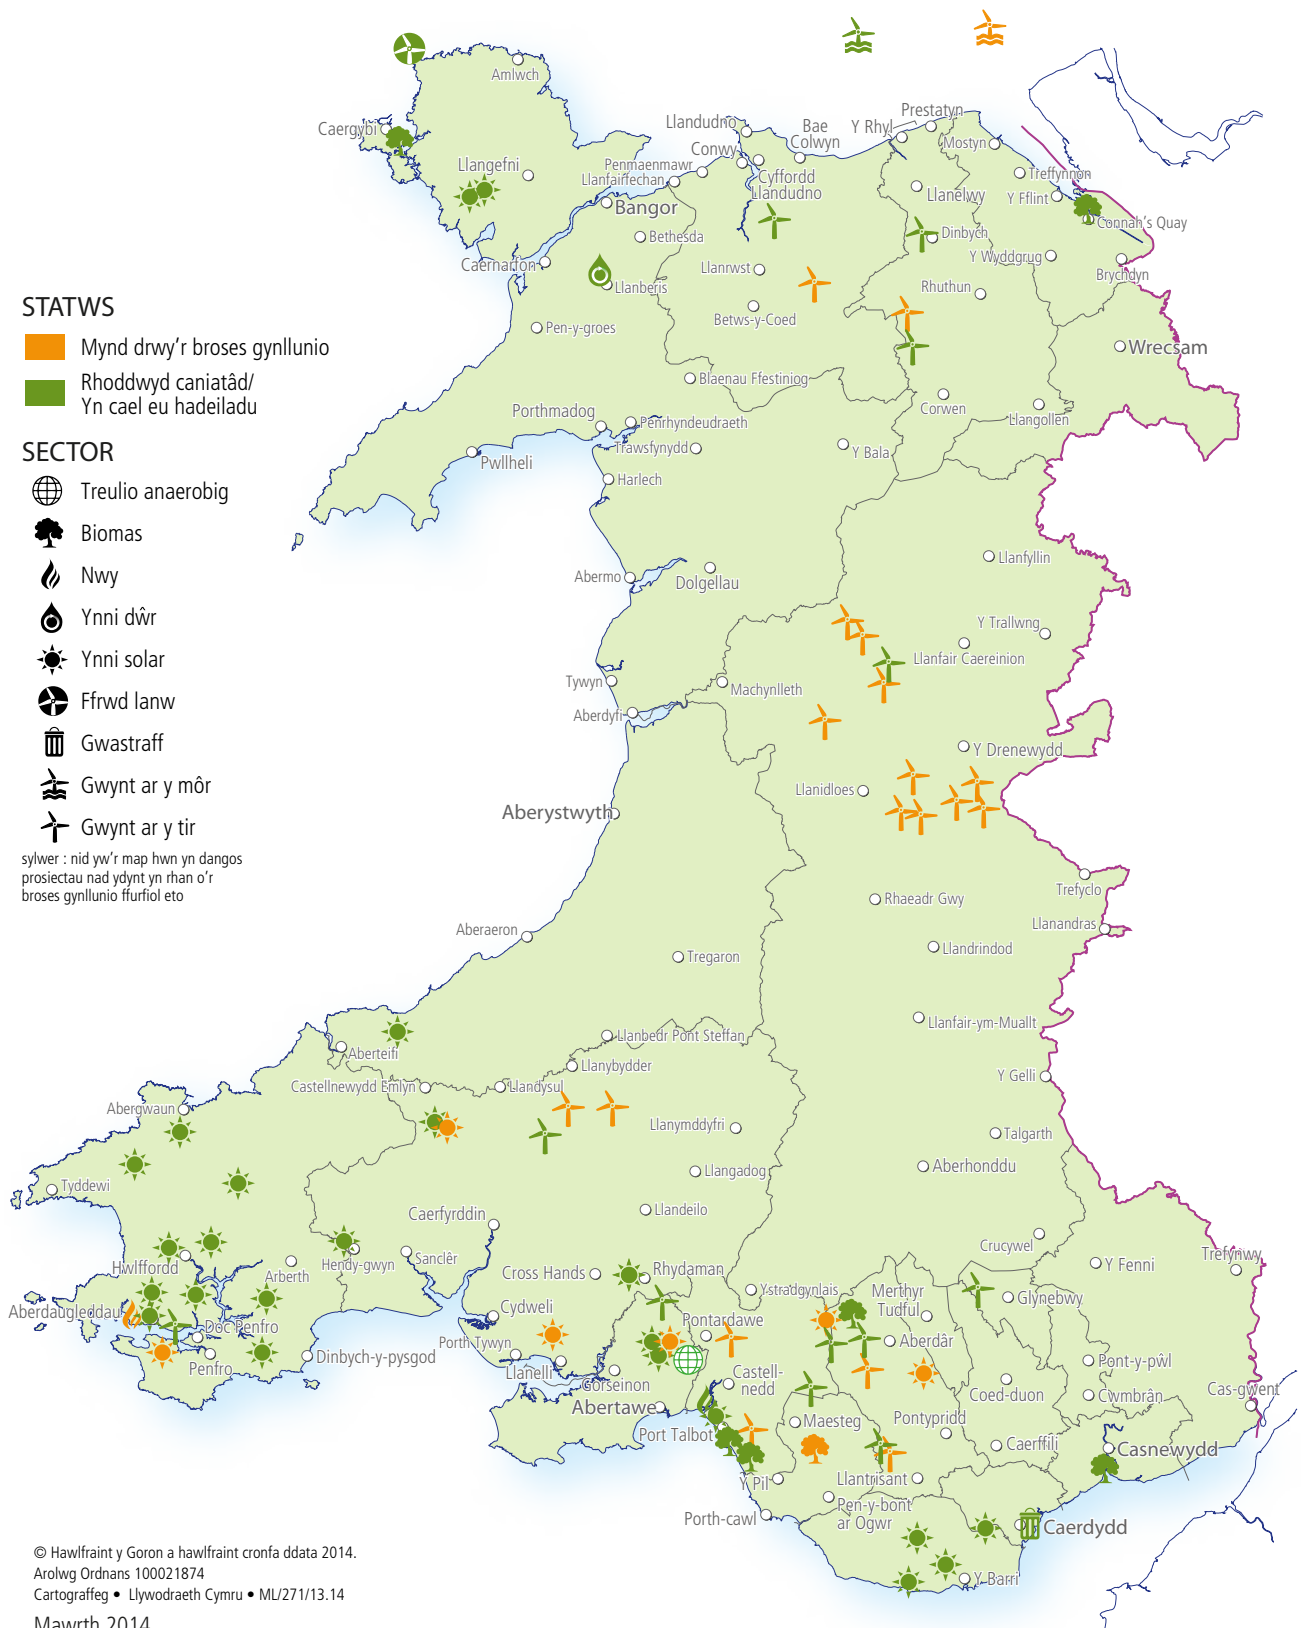 Amlwch
Caergybi
Llangefni
Llandudno
Conwy
Bae
Colwyn
Y Rhyl
Prestatyn
Mostyn
Treffynnon
Penmaenmawr
Llanfairfechan
Cyffordd
Llandudno
Llanelwy
Y Fflint
Bangor
Connah's Quay
Bethesda
Dinbych
Caernarfon
Llanrwst
Y Wyddgrug
Brychdyn
Llanberis
Rhuthun
STATWS
Betws-y-Coed
Pen-y-groes
Mynd drwy'r broses gynllunio
Wrecsam
Rhoddwyd caniatâd/
Yn cael eu hadeiladu
Blaenau Ffestiniog
Porthmadog
Penrhyndeudraeth
Corwen
Llangollen
SECTOR
Trawsfynydd
Y Bala
Pwllheli
Harlech
Treulio anaerobig
Biomas
Nwy
Ynni dŵr
Ynni solar
Ffrwd lanw
Gwastraff
Gwynt ar y môr
Gwynt ar y tir
sylwer : nid yw'r map hwn yn dangos
prosiectau nad ydynt yn rhan o'r
broses gynllunio ffurfiol eto
Llanfyllin
Abermo
Dolgellau
Y Trallwng
Llanfair Caereinion
Tywyn
Machynlleth
Aberdyfi
Y Drenewydd
Llanidloes
Aberystwyth
Trefyclo
Rhaeadr Gwy
Llanandras
Aberaeron
Llandrindod
Tregaron
Llanfair-ym-Muallt
Llanbedr Pont Steffan
Aberteifi
Llanybydder
Y Gelli
Castellnewydd Emlyn
Llandysul
Abergwaun
Llanymddyfri
Talgarth
Aberhonddu
Llangadog
Tyddewi
Llandeilo
Caerfyrddin
Crucywel
Trefynwy
Hwlffordd
Arberth
Hendy-gwyn
Sanclêr
Cross Hands
Rhydaman
Y Fenni
Ystradgynlais
Merthyr
Tudful
Glynebwy
Aberdaugleddau
Doc Penfro
Cydweli
Pontardawe
Aberdâr
Porth Tywyn
Penfro
Dinbych-y-pysgod
Llanelli
Gorseinon
Castell-
nedd
Coed-duon
Pont-y-pŵl
Cwmbrân
Cas-gwent
Abertawe
Port Talbot
Maesteg
Pontypridd
Caerffili
Casnewydd
Y Pil
Llantrisant
Pen-y-bont
ar Ogwr
Porth-cawl
Caerdydd
Y Barri
© Hawlfraint y Goron a hawlfraint cronfa ddata 2014.
Arolwg Ordnans 100021874
Cartograffeg • Llywodraeth Cymru • ML/271/13.14
Mawrth 2014